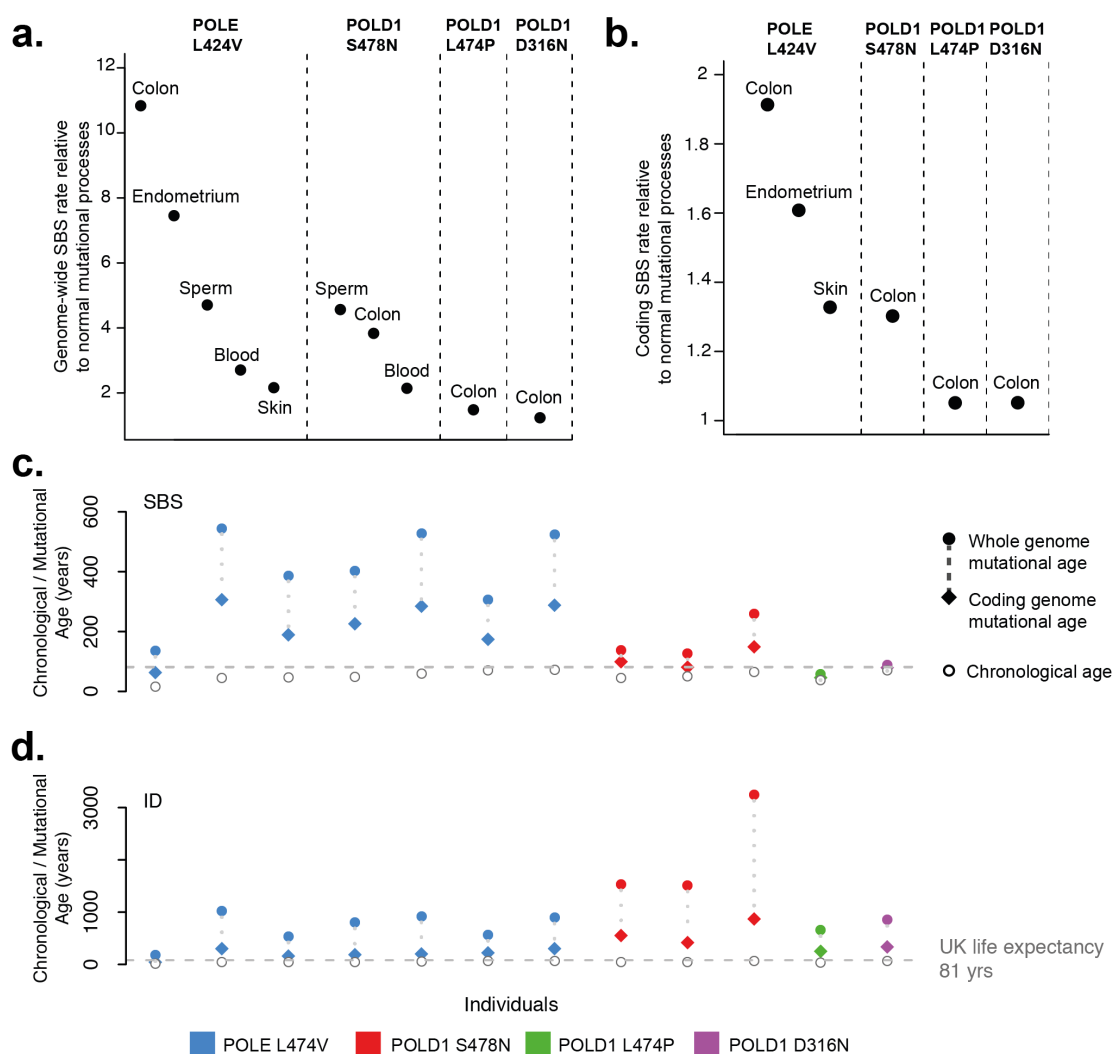 a.
POLE
L424V
POLD1
S478N
POLD1
L474P
POLD1
D316N
Genome-wide SBS rate relative
to normal mutational processes
12
10
8
6
4
2
Colon
Endometrium
Sperm
Blood
Skin
Sperm
Colon
Blood
Colon
Colon
b.
POLE
L424V
POLD1
S478N
POLD1
L474P
POLD1
D316N
Coding SBS rate relative
to normal mutational processes
2
1.8
1.6
1.4
1.2
1
Colon
Endometrium
Skin
Colon
Colon
Colon
c.
SBS
Chronological / Mutational
Age (years)
600
400
200
0
Whole genome
mutational age
Coding genome
mutational age
Chronological age
d.
ID
Chronological / Mutational
Age (years)
3000
1000
0
UK life expectancy
81 yrs
Individuals
POLE L474V
POLD1 S478N
POLD1 L474P
POLD1 D316N